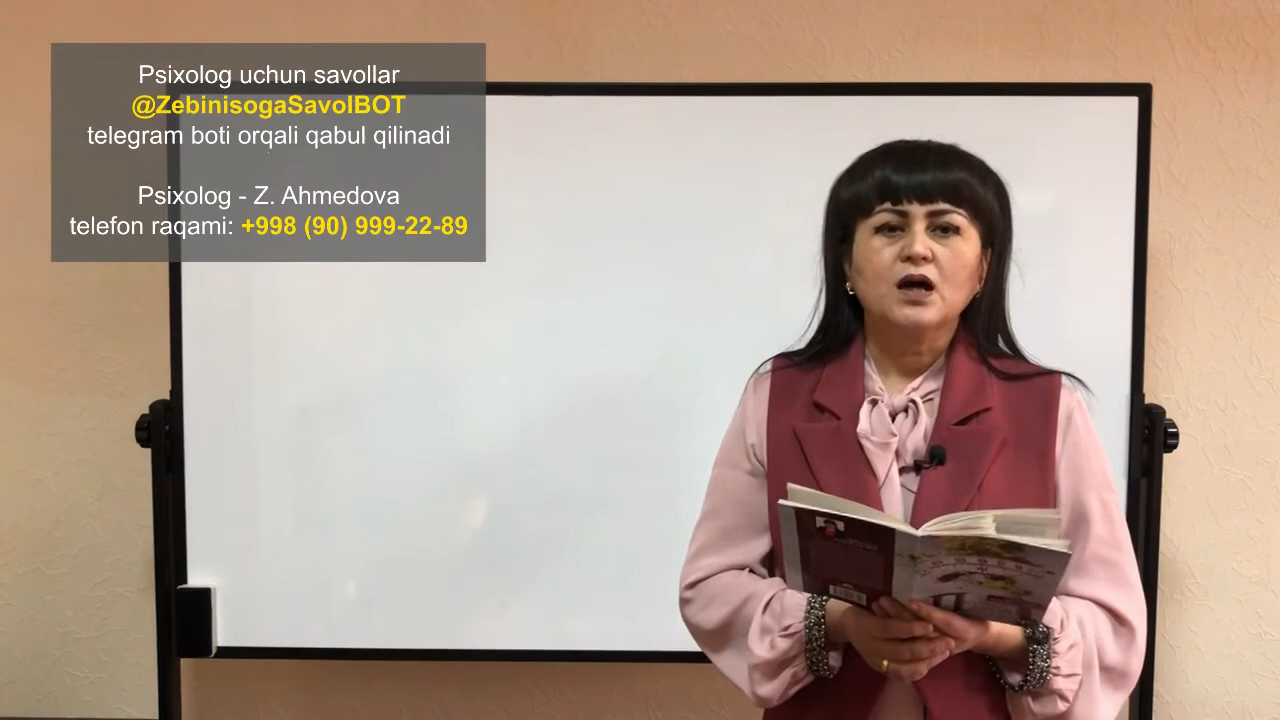 Psixolog uchun savollar
@ZebinisogaSavolBOT
telegram boti orqali qabul qilinadi
Psixolog - Z. Ahmedova
telefon raqami: +998 (90) 999-22-89